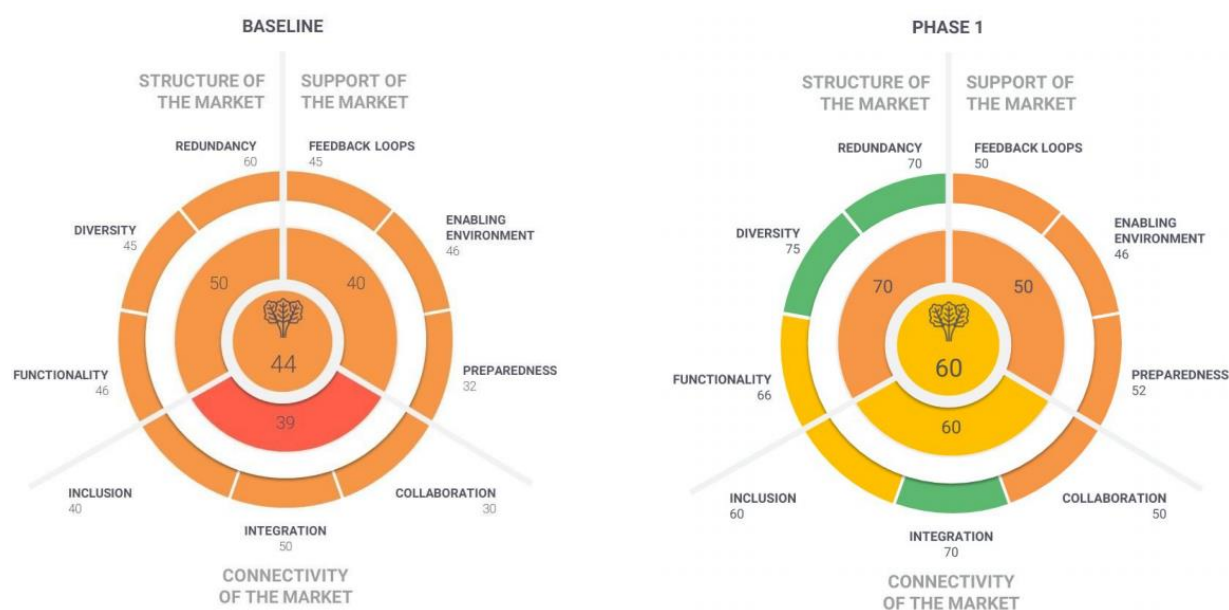 BASELINE
STRUCTURE OF
THE MARKET
SUPPORT OF
THE MARKET
REDUNDANCY
60
FEEDBACK LOOPS
45
DIVERSITY
45
ENABLING
ENVIRONMENT
46
50
40
44
39
FUNCTIONALITY
46
PREPAREDNESS
32
INCLUSION
40
COLLABORATION
30
INTEGRATION
50
CONNECTIVITY
OF THE MARKET
PHASE 1
STRUCTURE OF
THE MARKET
SUPPORT OF
THE MARKET
REDUNDANCY
70
FEEDBACK LOOPS
50
DIVERSITY
75
ENABLING
ENVIRONMENT
46
70
50
60
60
FUNCTIONALITY
66
PREPAREDNESS
52
INCLUSION
60
COLLABORATION
50
INTEGRATION
70
CONNECTIVITY
OF THE MARKET